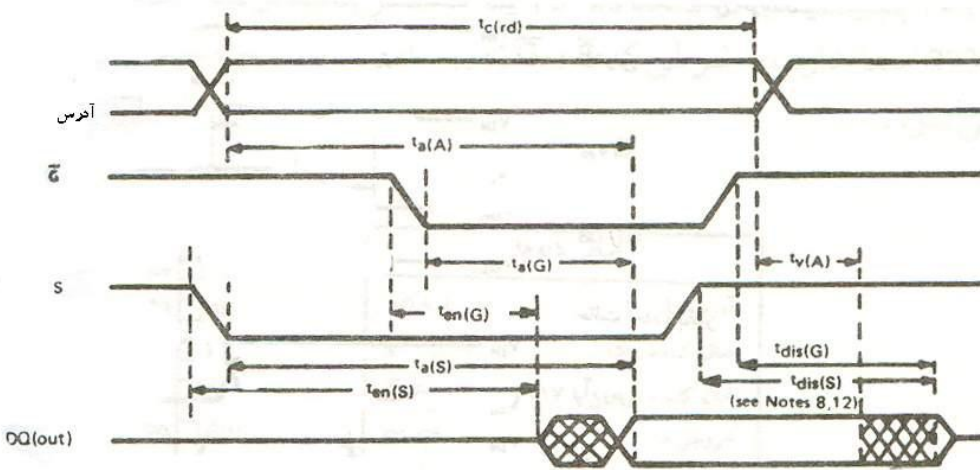 tc(rd)
آدرس
ta(A)
G̅
ta(G)
tv(A)
S
ten(G)
tdis(G)
ta(S)
tdis(S)
ten(S)
(see Notes 8,12)
DQ(out)